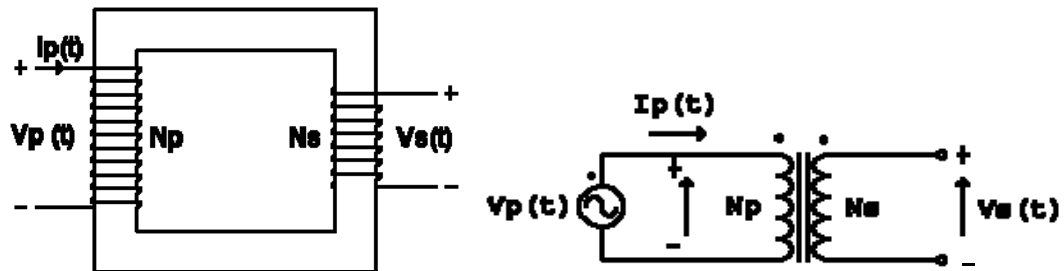 Ip(t)
+
+
Vp (t)
Np
Ns
Vs(t)
−
−
Ip(t)
+
+
Vp(t)
Np
Ns
Vs(t)
−
−